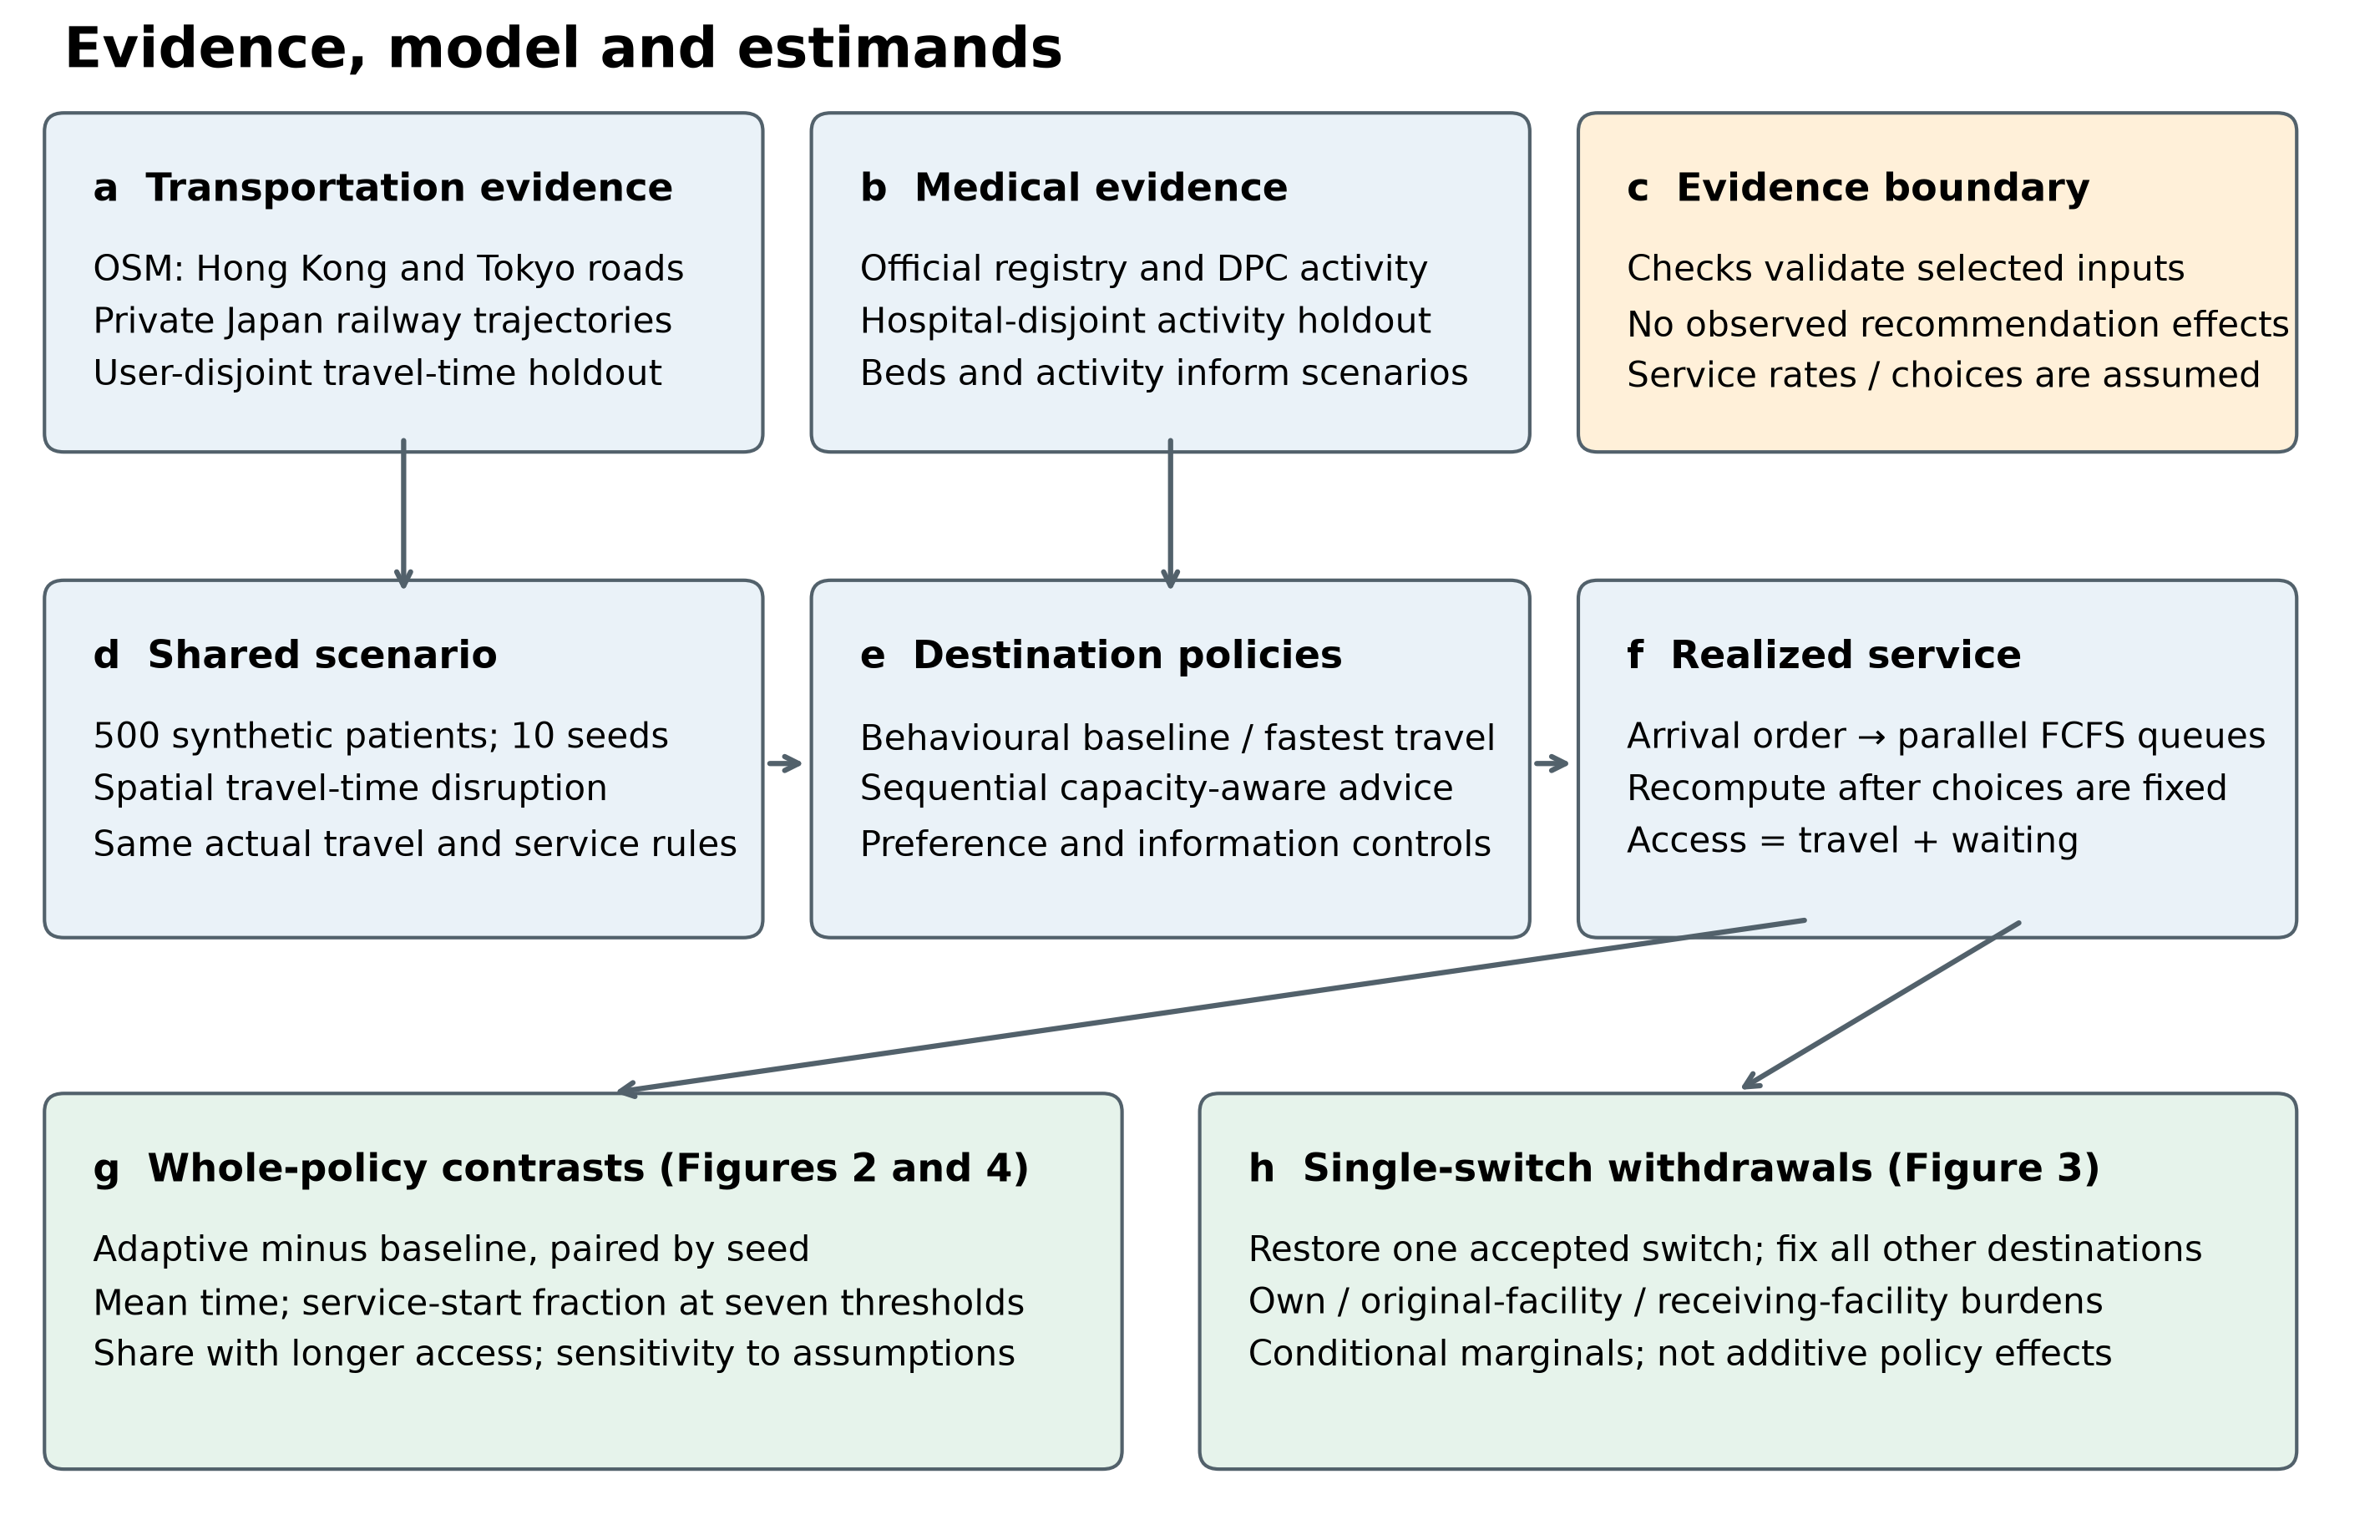 Evidence, model and estimands
a Transportation evidence
OSM: Hong Kong and Tokyo roads
Private Japan railway trajectories
User-disjoint travel-time holdout
b Medical evidence
Official registry and DPC activity
Hospital-disjoint activity holdout
Beds and activity inform scenarios
c Evidence boundary
Checks validate selected inputs
No observed recommendation effects
Service rates / choices are assumed
d Shared scenario
500 synthetic patients; 10 seeds
Spatial travel-time disruption
Same actual travel and service rules
e Destination policies
Behavioural baseline / fastest travel
Sequential capacity-aware advice
Preference and information controls
f Realized service
Arrival order → parallel FCFS queues
Recompute after choices are fixed
Access = travel + waiting
g Whole-policy contrasts (Figures 2 and 4)
Adaptive minus baseline, paired by seed
Mean time; service-start fraction at seven thresholds
Share with longer access; sensitivity to assumptions
h Single-switch withdrawals (Figure 3)
Restore one accepted switch; fix all other destinations
Own / original-facility / receiving-facility burdens
Conditional marginals; not additive policy effects